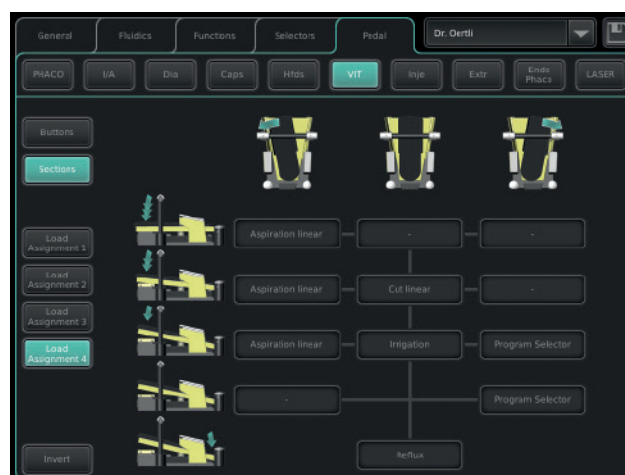 General
Fluidics
Functions
Selectors
Pedal
Dr. Oertli
PHACO
I/A
Dia
Caps
Hfds
VIT
Inje
Extr
Endo
Phaco
LASER
Buttons
Sections
Load
Assignment 1
Aspiration linear
-
-
Load
Assignment 2
Aspiration linear
Cut linear
-
Load
Assignment 3
Aspiration linear
Irrigation
Program Selector
Load
Assignment 4
-
Program Selector
Invert
Reflux